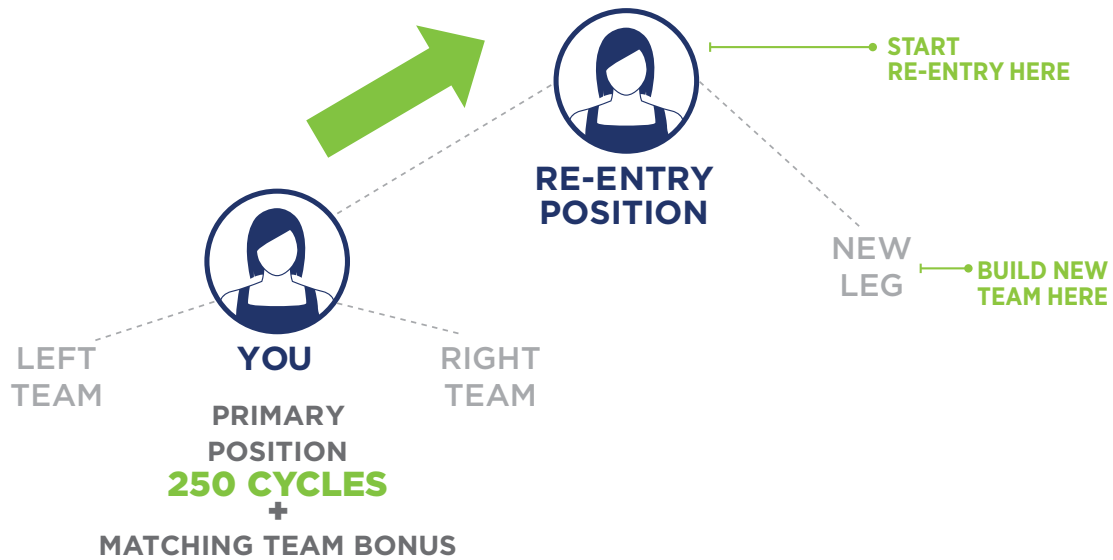 START
RE-ENTRY HERE
RE-ENTRY
POSITION
NEW
LEG
BUILD NEW
TEAM HERE
LEFT
TEAM
YOU
RIGHT
TEAM
PRIMARY
POSITION
250 CYCLES
+
MATCHING TEAM BONUS